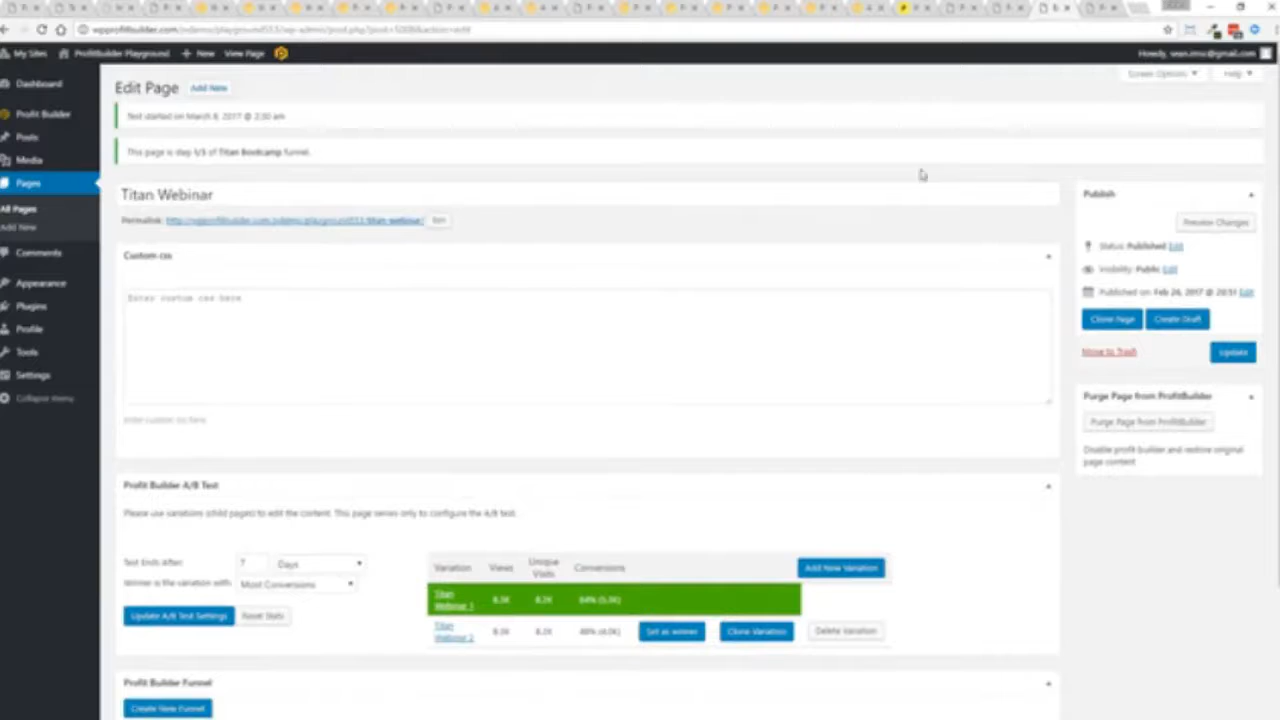 My Sites ProfitBuilder Playground + New View Page
Dashboard
Profit Builder
Posts
Media
Pages
All Pages
Add New
Comments
Appearance
Plugins
Profile
Tools
Settings
Collapse menu
Screen Options Help
Edit Page Add New
Test started on March 8, 2017 @ 2:30 am
This page is step 1/3 of Titan Bootcamp funnel.
Titan Webinar
Permalink: Edit
Custom css
Enter custom css here
enter custom css here
Profit Builder A/B Test
Please use variations (child pages) to edit the content. This page serves only to configure the A/B test.
Test Ends After: 7 Days
Winner is the variation with: Most Conversions
Update A/B Test Settings Reset Stats
Variation Views Unique Visits Conversions Add New Variation
Titan Webinar 1
Titan Webinar 2 Set as winner Clone Variation Delete Variation
Profit Builder Funnel
Create New Funnel
Publish
Preview Changes
Status: Published Edit
Visibility: Public Edit
Published on: Feb 26, 2017 @ Edit
Clone Page Create Draft
Move to Trash Update
Purge Page from ProfitBuilder
Purge Page from ProfitBuilder
Disable profit builder and restore original
page content